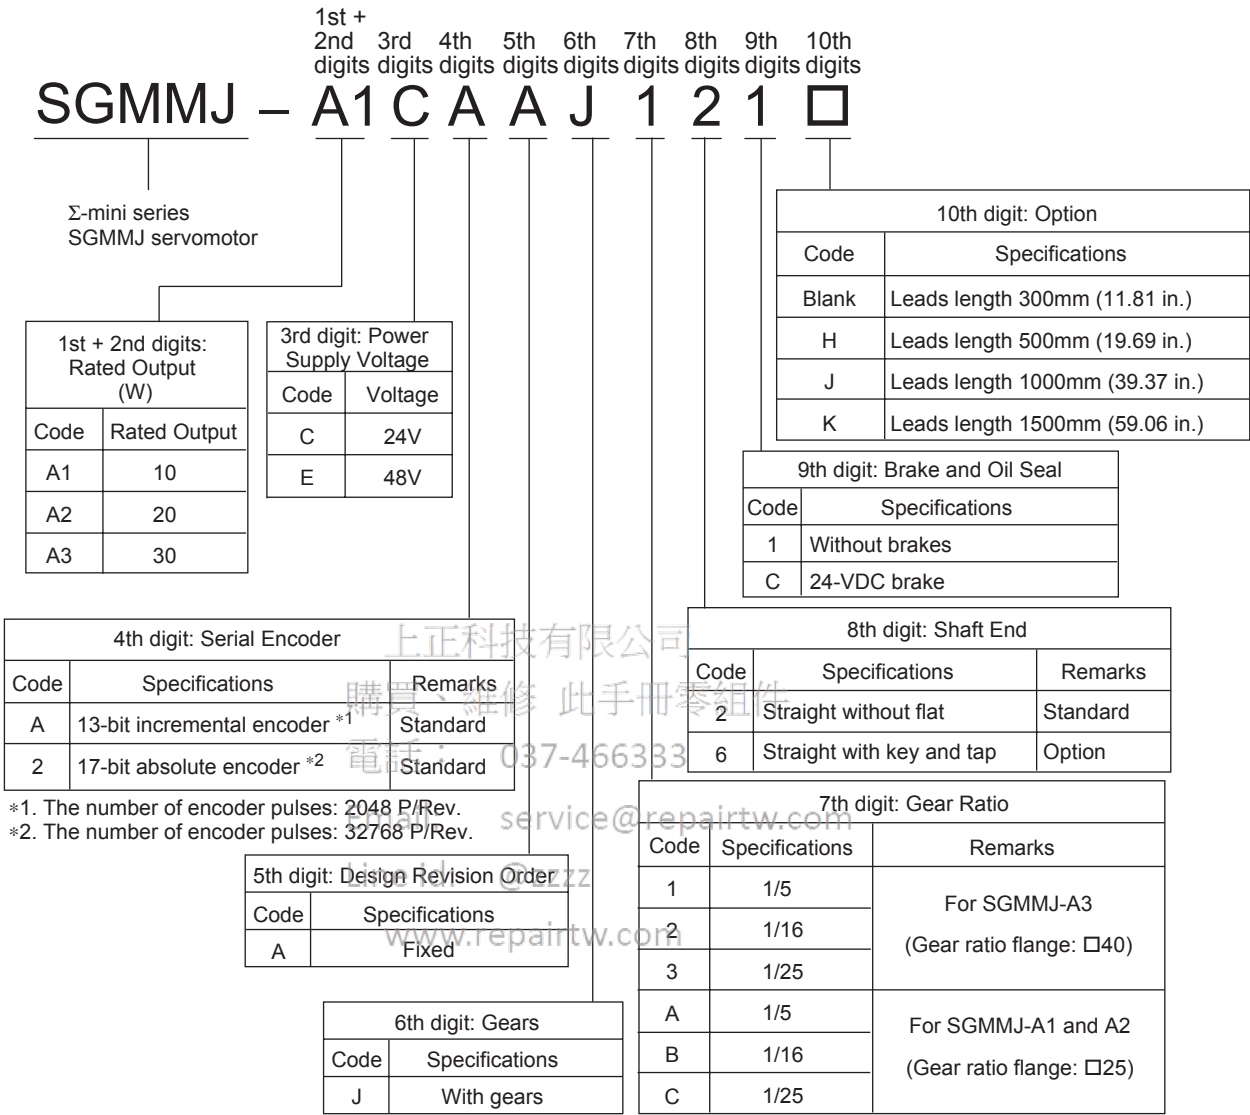 1st +
2nd 3rd 4th 5th 6th 7th 8th 9th 10th
digits digits digits digits digits digits digits digits digits
SGMMJ – A1 C A A J 1 2 1 □
Σ-mini series
SGMMJ servomotor
10th digit: Option
Code Specifications
Blank Leads length 300mm (11.81 in.)
H Leads length 500mm (19.69 in.)
J Leads length 1000mm (39.37 in.)
K Leads length 1500mm (59.06 in.)
1st + 2nd digits:
Rated Output
(W)
Code Rated Output
A1 10
A2 20
A3 30
3rd digit: Power
Supply Voltage
Code Voltage
C 24V
E 48V
9th digit: Brake and Oil Seal
Code Specifications
1 Without brakes
C 24-VDC brake
4th digit: Serial Encoder
Code Specifications Remarks
A 13-bit incremental encoder *1 Standard
2 17-bit absolute encoder *2 Standard
*1. The number of encoder pulses: 2048 P/Rev.
*2. The number of encoder pulses: 32768 P/Rev.
8th digit: Shaft End
Code Specifications Remarks
2 Straight without flat Standard
6 Straight with key and tap Option
上正科技有限公司
購買、維修 此手冊零組件
電話: 037-466333
Email: service@repairtw.com
Line Id: @zzzz
www.repairtw.com
5th digit: Design Revision Order
Code Specifications
A Fixed
7th digit: Gear Ratio
Code Specifications Remarks
1 1/5
2 1/16
3 1/25
For SGMMJ-A3
(Gear ratio flange: □40)
A 1/5
B 1/16
C 1/25
For SGMMJ-A1 and A2
(Gear ratio flange: □25)
6th digit: Gears
Code Specifications
J With gears